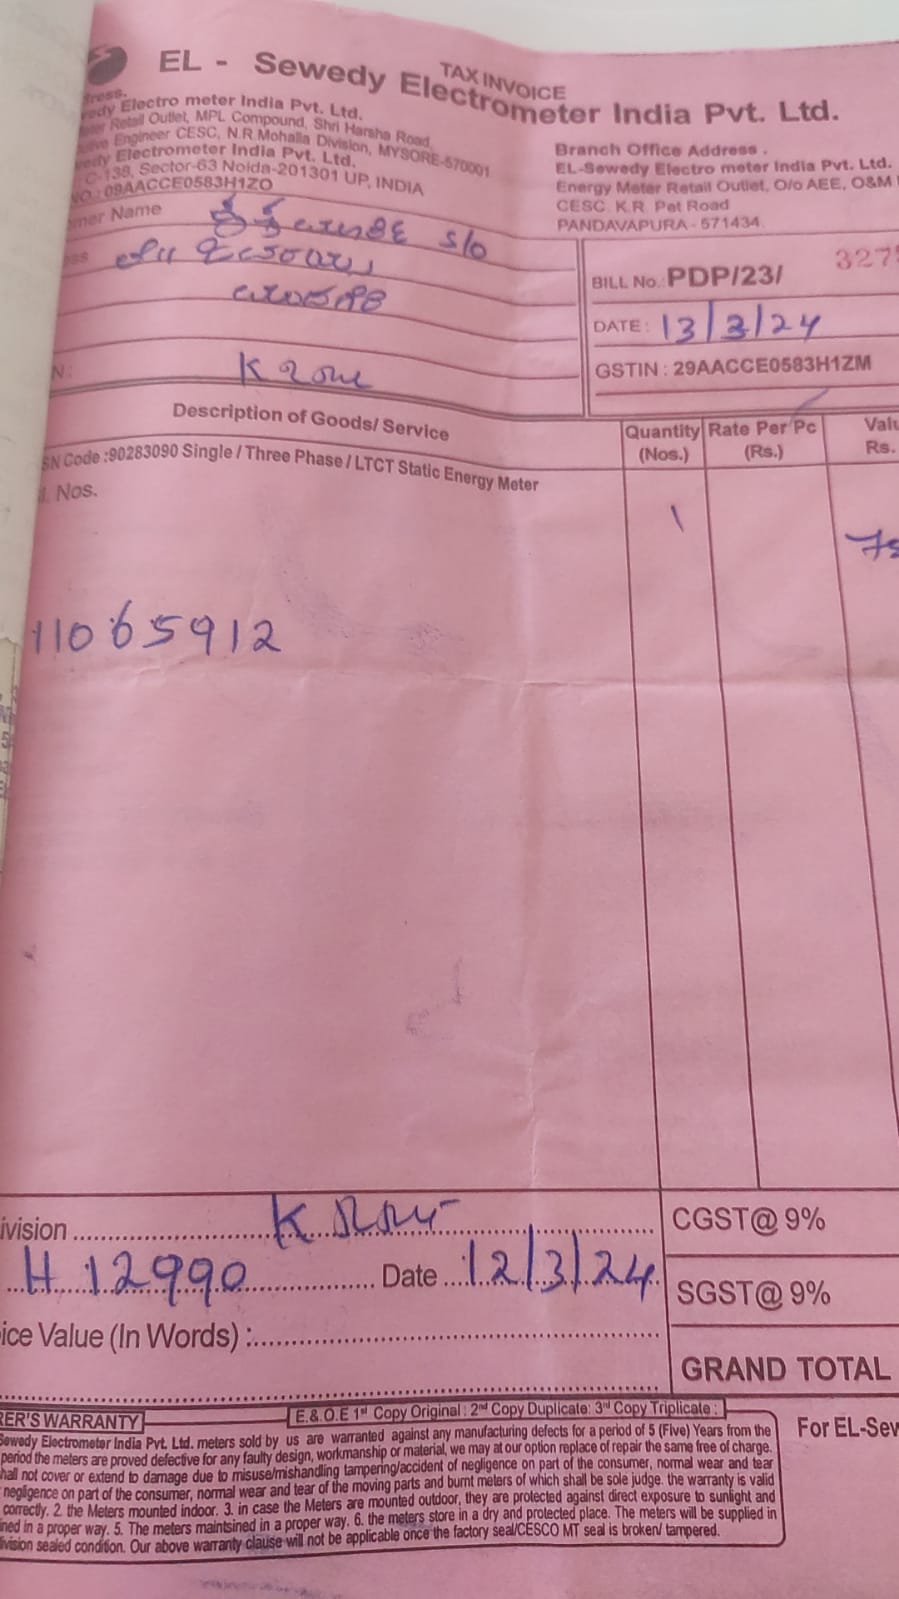 TAX INVOICE
EL - Sewedy Electrometer India Pvt. Ltd.
Electro meter India Pvt. Ltd.
Retail Outlet, MPL Compound, Shri Harsha Road,
Engineer CESC, N.R Mohalla Division, MYSORE-570001
Electrometer India Pvt. Ltd.
C-138, Sector-63 Noida-201301 UP, INDIA
NO : 09AACCE0583H1ZO
Branch Office Address .
EL-Sewedy Electro meter India Pvt. Ltd.
Energy Meter Retail Outlet, O/o AEE, O&M
CESC. K.R. Pet Road
PANDAVAPURA - 571434.
Name S/o
BILL No.: PDP/23/ 327
DATE : 13/3/24
GSTIN : 29AACCE0583H1ZM
Description of Goods/ Service
Quantity (Nos.)
Rate Per Pc (Rs.)
Rs.
SN Code :90283090 Single / Three Phase / LTCT Static Energy Meter
Nos.
1
11065912
ivision
CGST@ 9%
H 12990 Date 12/3/24
SGST@ 9%
ice Value (In Words) :
GRAND TOTAL
ER'S WARRANTY
E.& O.E 1st Copy Original : 2nd Copy Duplicate: 3rd Copy Triplicate :
For EL-Sew
Sewedy Electrometer India Pvt. Ltd. meters sold by us are warranted against any manufacturing defects for a period of 5 (Five) Years from the
period the meters are proved defective for any faulty design, workmanship or material, we may at our option replace of repair the same free of charge.
hall not cover or extend to damage due to misuse/mishandling tampering/accident of negligence on part of the consumer, normal wear and tear
negligence on part of the consumer, normal wear and tear of the moving parts and burnt meters of which shall be sole judge. the warranty is valid
correctly. 2. the Meters mounted indoor. 3. in case the Meters are mounted outdoor, they are protected against direct exposure to sunlight and
ned in a proper way. 5. The meters maintsined in a proper way. 6. the meters store in a dry and protected place. The meters will be supplied in
ivision sealed condition. Our above warranty clause will not be applicable once the factory seal/CESCO MT seal is broken/ tampered.